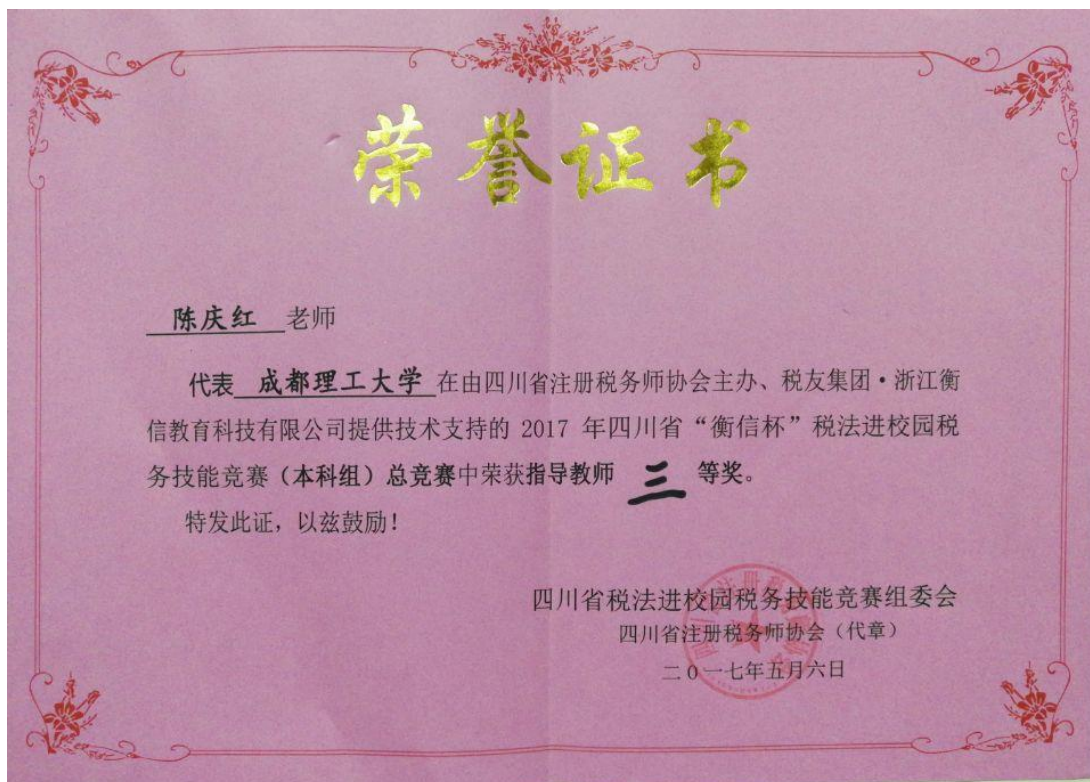 荣誉证书
陈庆红 老师
代表 成都理工大学 在由四川省注册税务师协会主办、税友集团·浙江衡
信教育科技有限公司提供技术支持的 2017 年四川省“衡信杯”税法进校园税
务技能竞赛（本科组）总竞赛中荣获指导教师 三 等奖。
特发此证，以兹鼓励！
四川省税法进校园税务技能竞赛组委会
四川省注册税务师协会（代章）
二0一七年五月六日